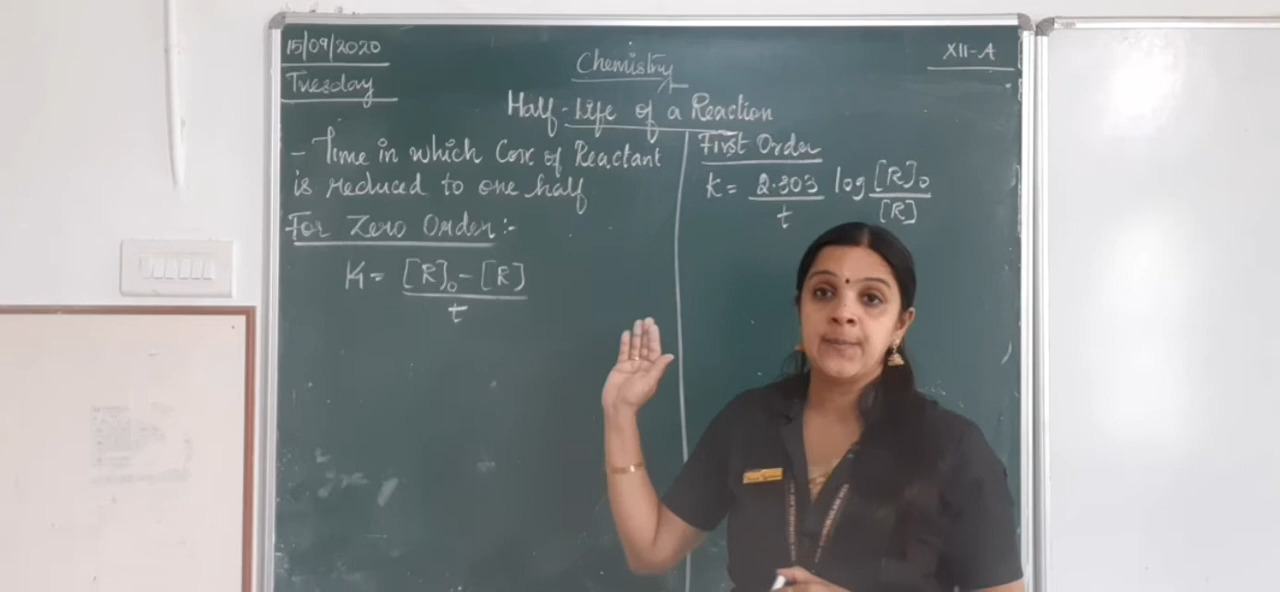 15/09/2020
Tuesday
Chemistry
XII-A
Half-Life of a Reaction
- Time in which Conc of Reactant
is reduced to one half
For Zero Order:-
K = [R]₀ - [R]
t
First Order
k = 2.303 log [R]₀
t [R]